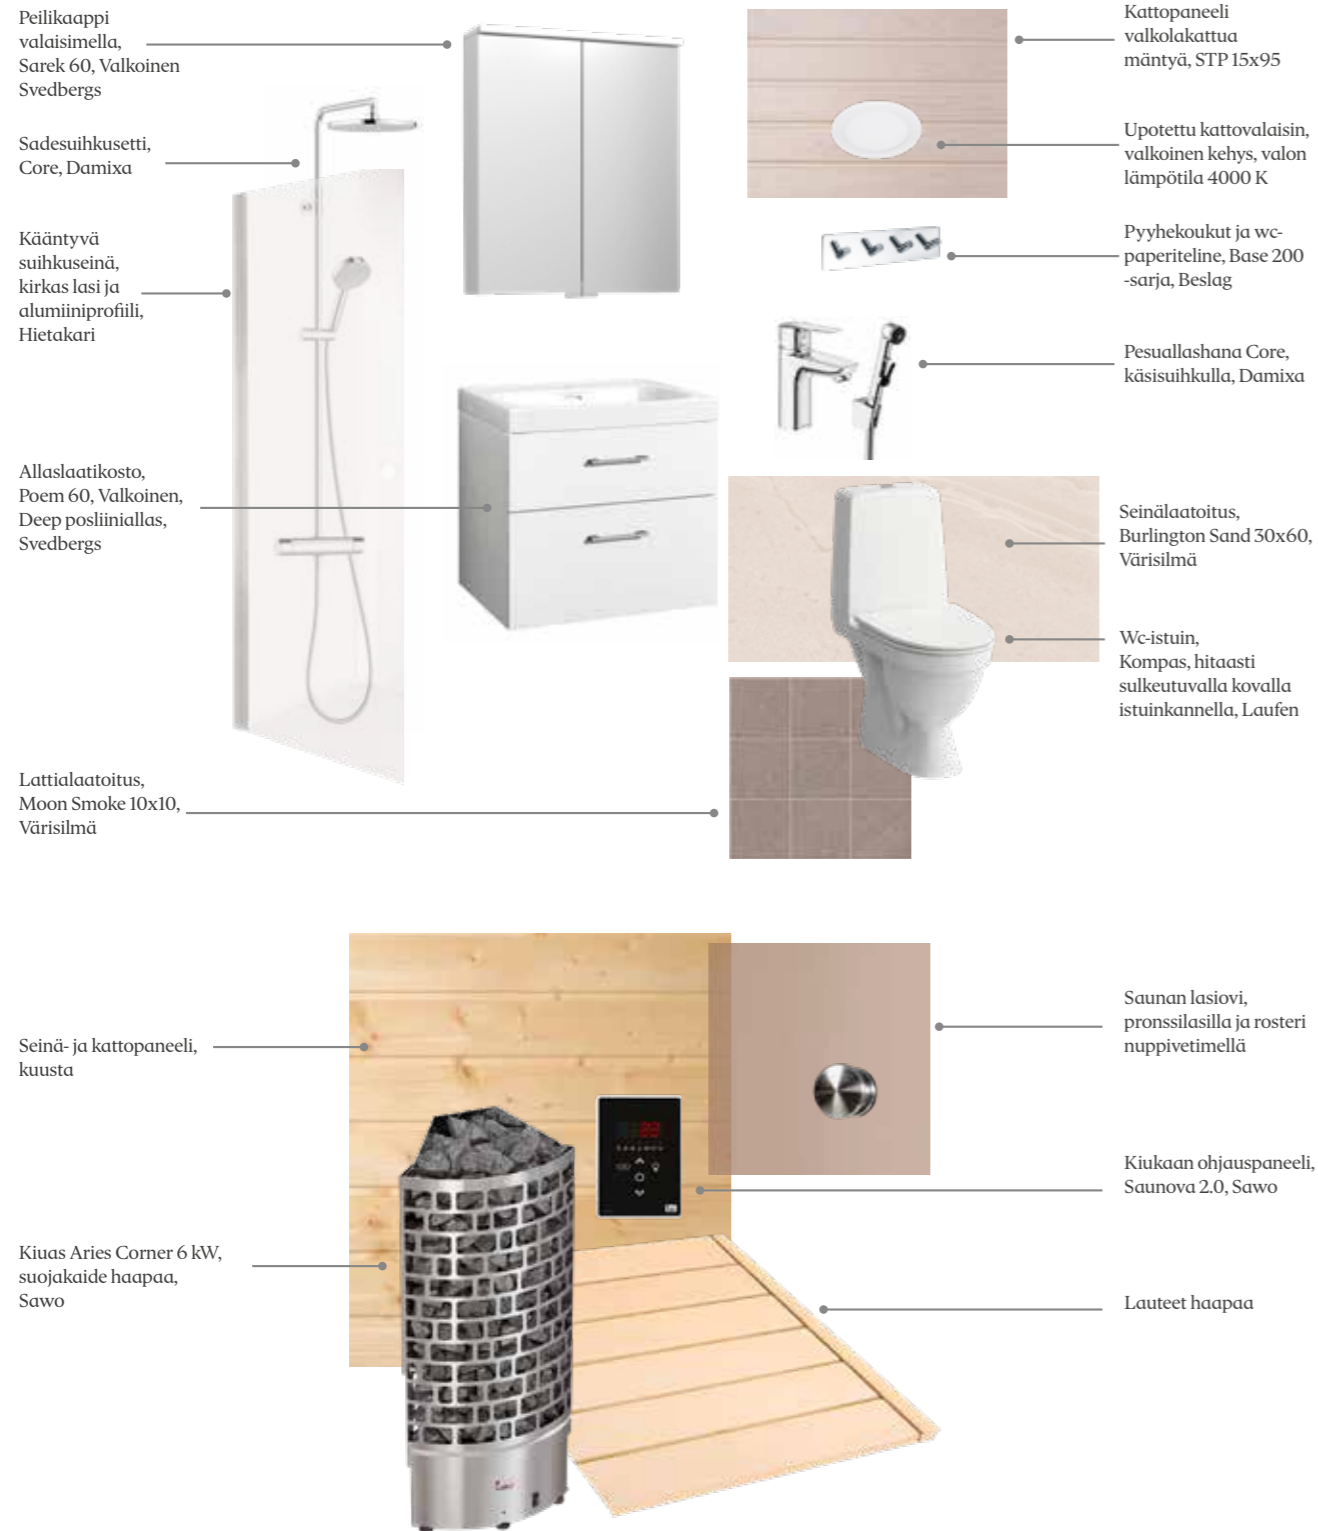 Peilikaappi
valaisimella,
Sarek 60, Valkoinen
Svedbergs
Sadesuihkusetti,
Core, Damixa
Kääntyvä
suihkuseinä,
kirkas lasi ja
alumiiniprofiili,
Hietakari
Allaslaatikosto,
Poem 60, Valkoinen,
Deep posliiniallas,
Svedbergs
Lattialaatoitus,
Moon Smoke 10x10,
Värisilmä
Kattopaneeli
valkolakattua
mäntyä, STP 15x95
Upotettu kattovalaisin,
valkoinen kehys, valon
lämpötila 4000 K
Pyyhekoukut ja wc-
paperiteline, Base 200
-sarja, Beslag
Pesuallashana Core,
käsisuihkulla, Damixa
Seinälaatoitus,
Burlington Sand 30x60,
Värisilmä
Wc-istuin,
Kompas, hitaasti
sulkeutuvalla kovalla
istuinkannella, Laufen
Seinä- ja kattopaneeli,
kuusta
Kiuas Aries Corner 6 kW,
suojakaide haapaa,
Sawo
Saunan lasiovi,
pronssilasilla ja rosteri
nuppivetimellä
Kiukaan ohjauspaneeli,
Saunova 2.0, Sawo
Lauteet haapaa